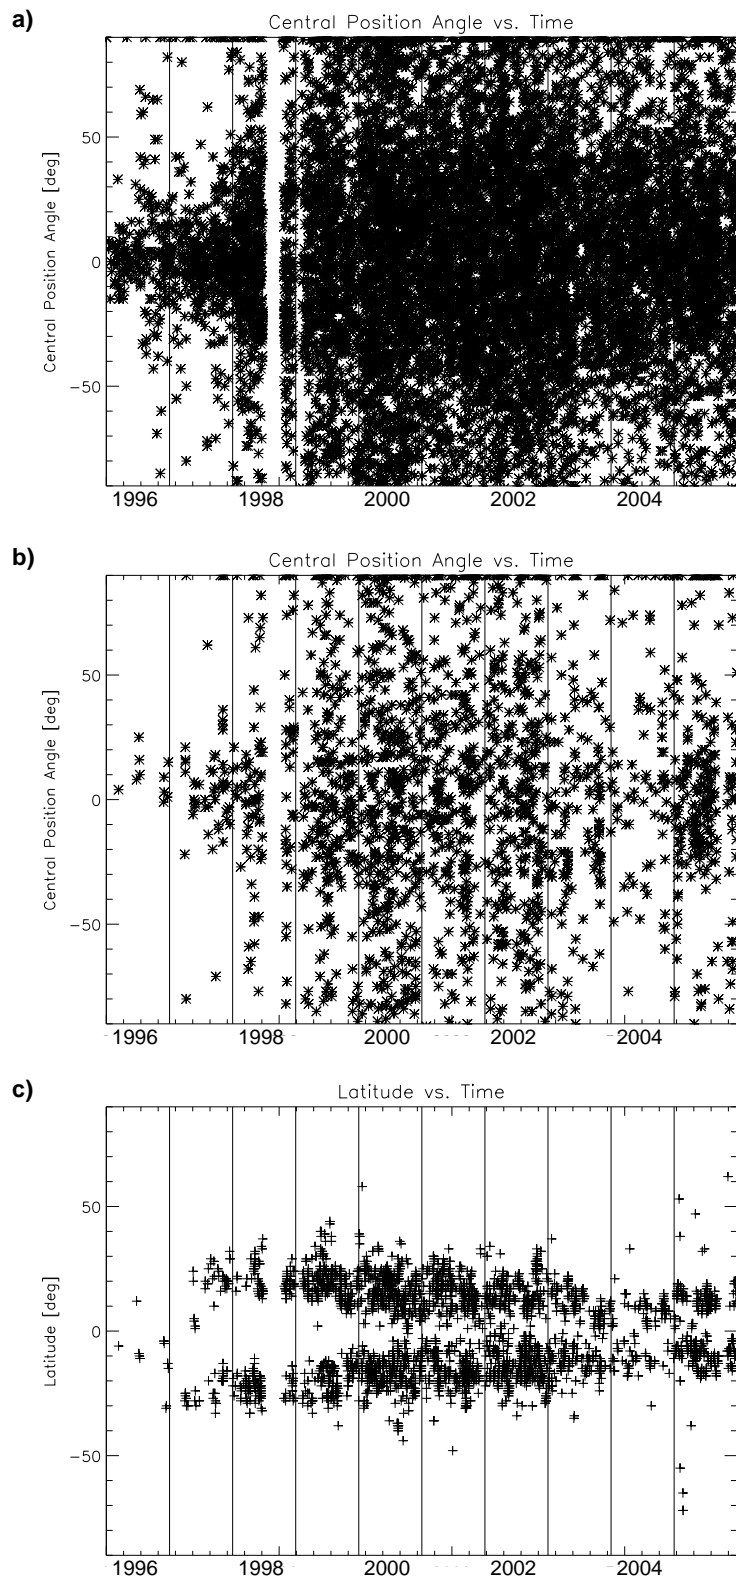 a)
Central Position Angle vs. Time
50
0
−50
Central Position Angle [deg]
1996 1998 2000 2002 2004
b)
Central Position Angle vs. Time
50
0
−50
Central Position Angle [deg]
1996 1998 2000 2002 2004
c)
Latitude vs. Time
50
0
−50
Latitude [deg]
1996 1998 2000 2002 2004